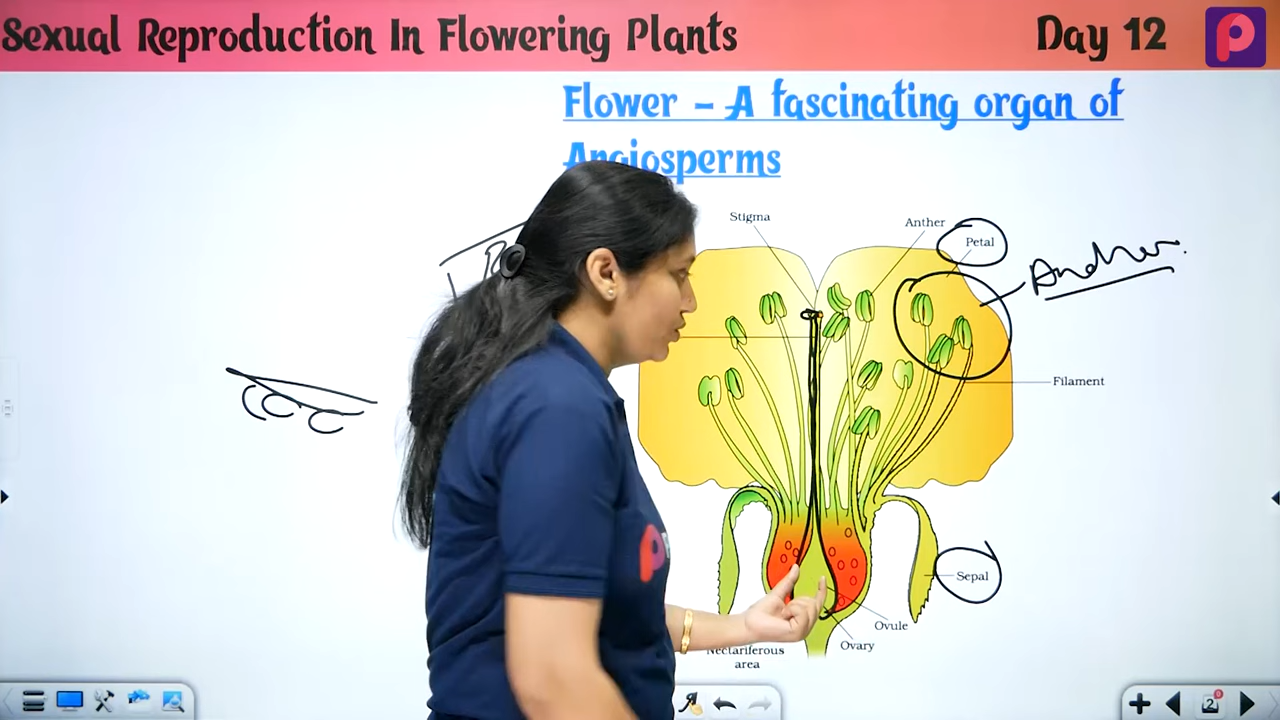 Sexual Reproduction In Flowering Plants
Day 12
Flower – A fascinating organ of
Angiosperms
Stigma
Anther
Petal
Filament
Sepal
Ovule
Ovary
Nectariferous
area
2